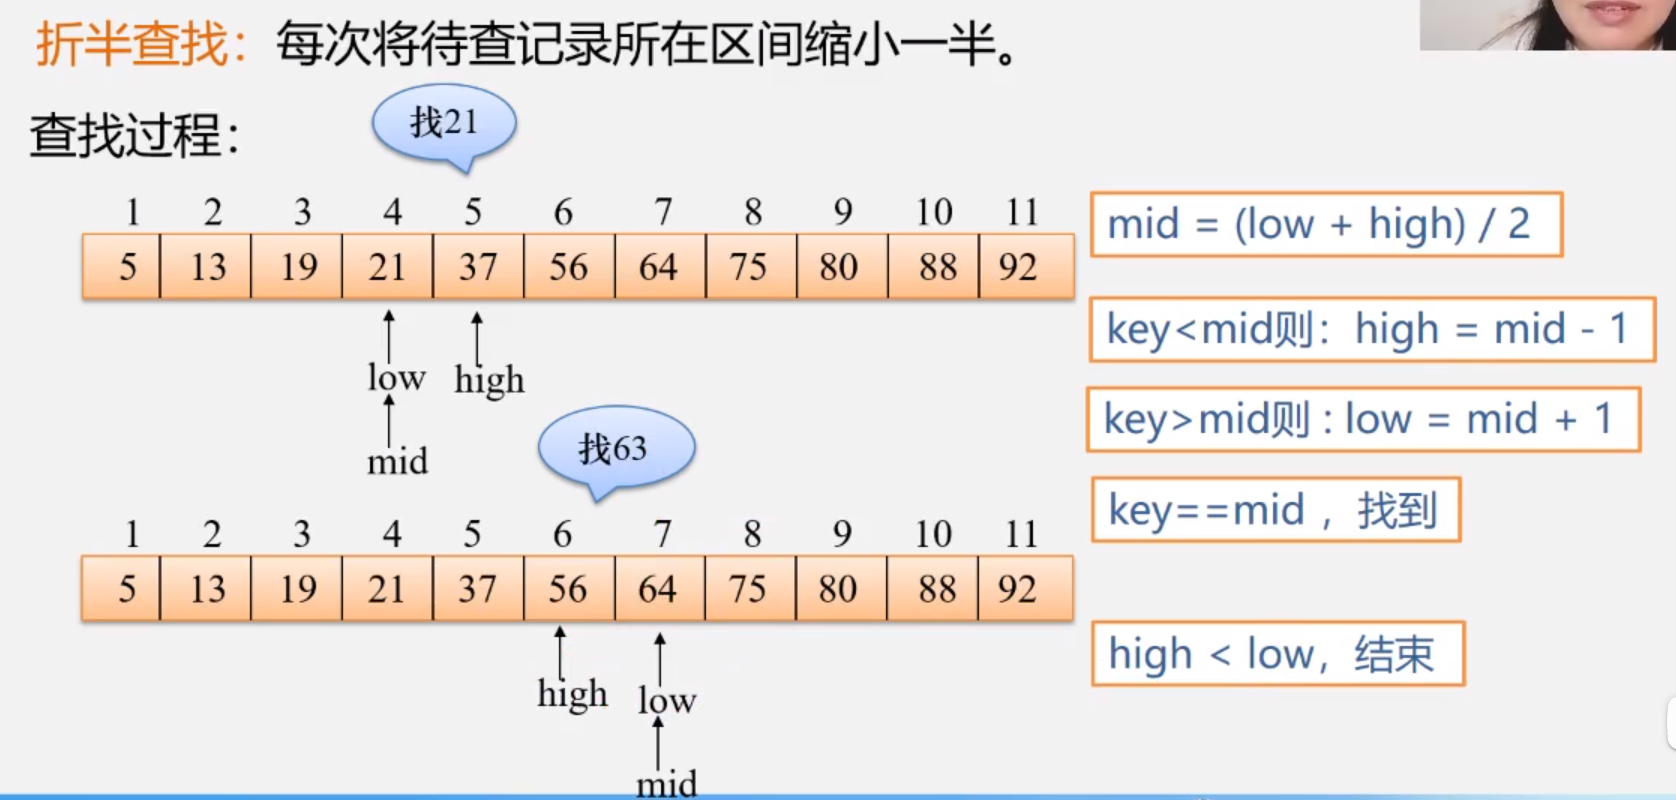 折半查找：每次将待查记录所在区间缩小一半。
查找过程：
找21
1 2 3 4 5 6 7 8 9 10 11
5 13 19 21 37 56 64 75 80 88 92
low high
mid
找63
1 2 3 4 5 6 7 8 9 10 11
5 13 19 21 37 56 64 75 80 88 92
high low
mid
mid = (low + high) / 2
key<mid则：high = mid - 1
key>mid则 : low = mid + 1
key==mid ，找到
high < low，结束